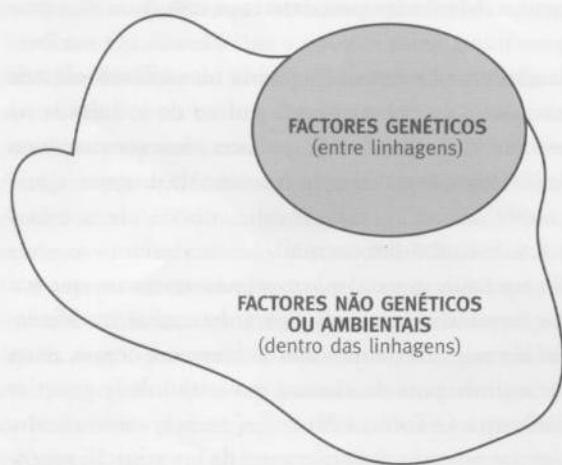 FACTORES GENÉTICOS
(entre linhagens)
FACTORES NÃO GENÉTICOS
OU AMBIENTAIS
(dentro das linhagens)